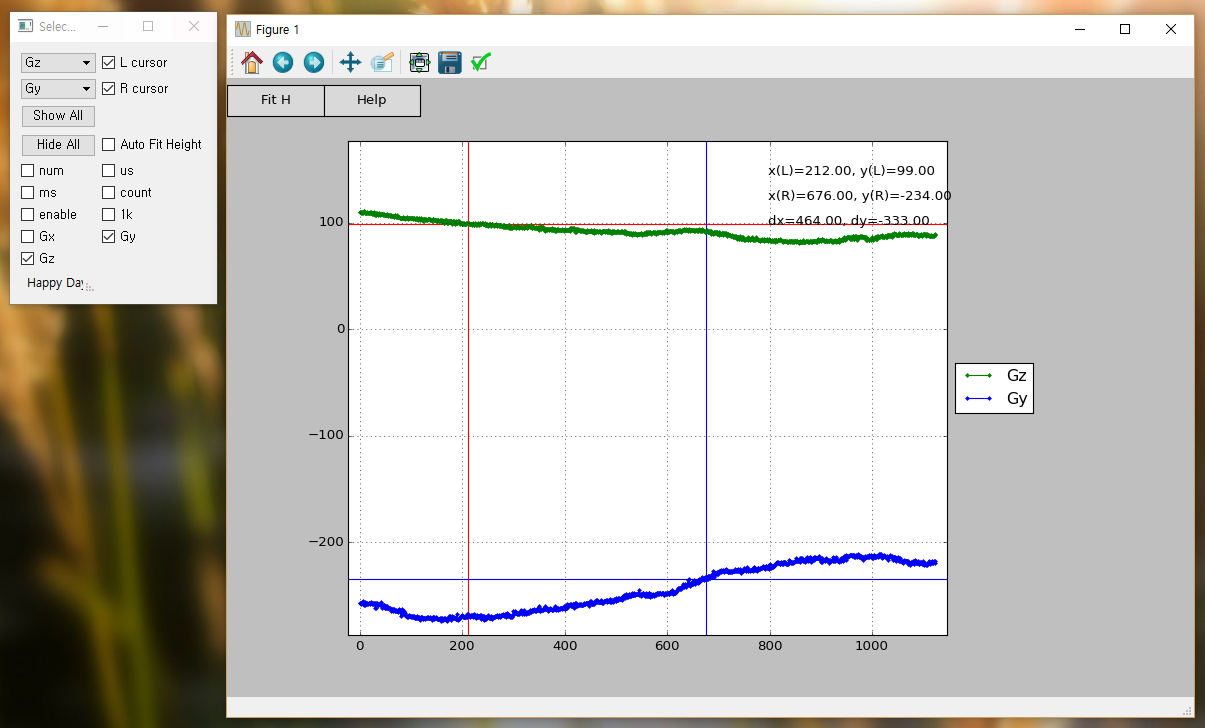 Selec...
Gz
L cursor
Gy
R cursor
Show All
Hide All
Auto Fit Height
num
us
ms
count
enable
1k
Gx
Gy
Gz
Happy Day
Figure 1
Fit H
Help
x(L)=212.00, y(L)=99.00
x(R)=676.00, y(R)=-234.00
dx=464.00, dy=-333.00
100
0
−100
−200
0
200
400
600
800
1000
Gz
Gy